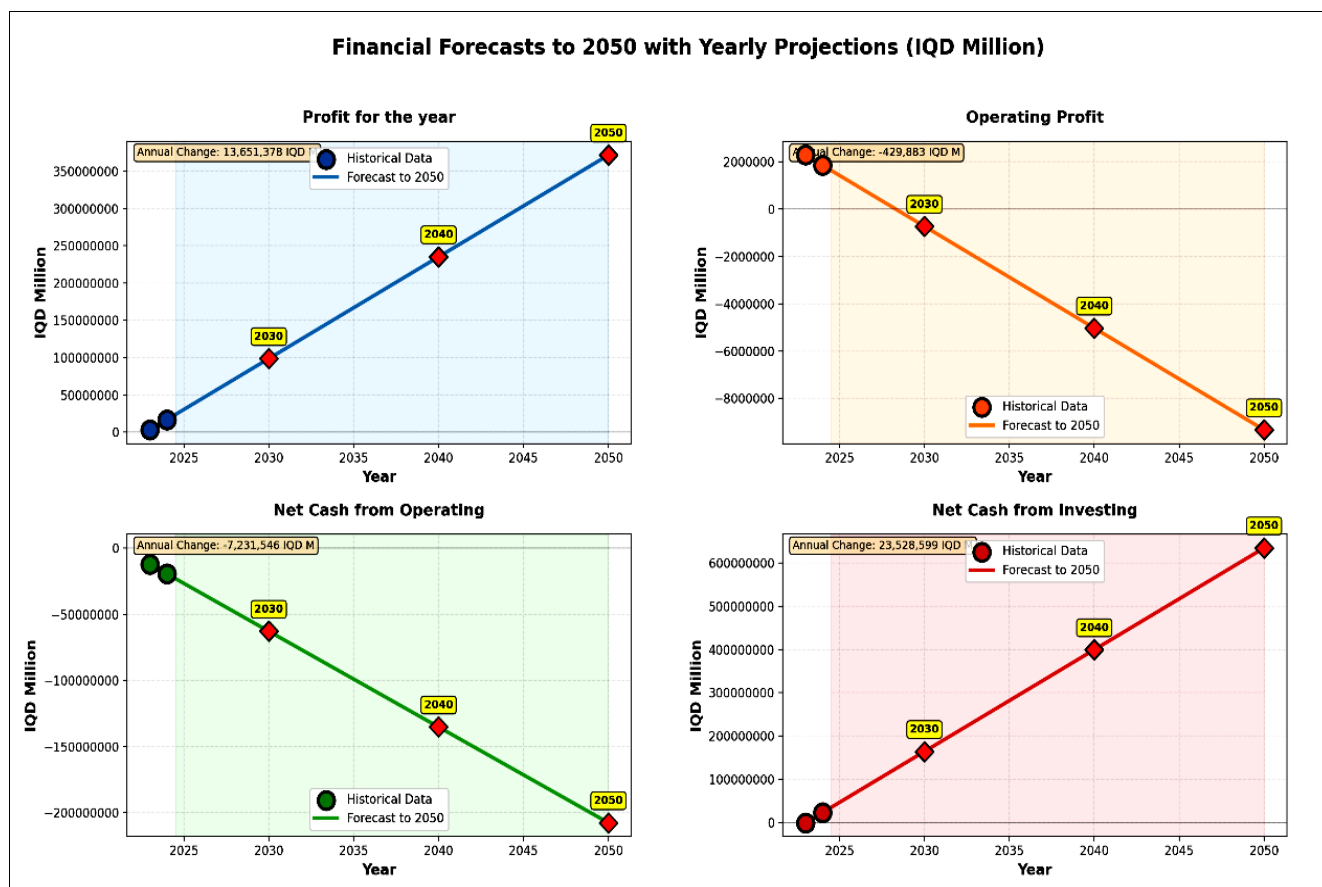 Financial Forecasts to 2050 with Yearly Projections (IQD Million)
Profit for the year
Annual Change: 13,651,378 IQD
Historical Data
Forecast to 2050
2030
2040
2050
350000000
300000000
250000000
200000000
150000000
100000000
50000000
0
IQD Million
2025
2030
2035
2040
2045
2050
Year
Operating Profit
Change: -429,883 IQD M
2030
2040
2050
Historical Data
Forecast to 2050
2000000
0
−2000000
−4000000
−6000000
−8000000
IQD Million
2025
2030
2035
2040
2045
2050
Year
Net Cash from Operating
Annual Change: -7,231,546 IQD M
2030
2040
2050
Historical Data
Forecast to 2050
0
−50000000
−100000000
−150000000
−200000000
IQD Million
2025
2030
2035
2040
2045
2050
Year
Net Cash from Investing
Annual Change: 23,528,599 IQD
Historical Data
Forecast to 2050
2030
2040
2050
600000000
500000000
400000000
300000000
200000000
100000000
0
IQD Million
2025
2030
2035
2040
2045
2050
Year